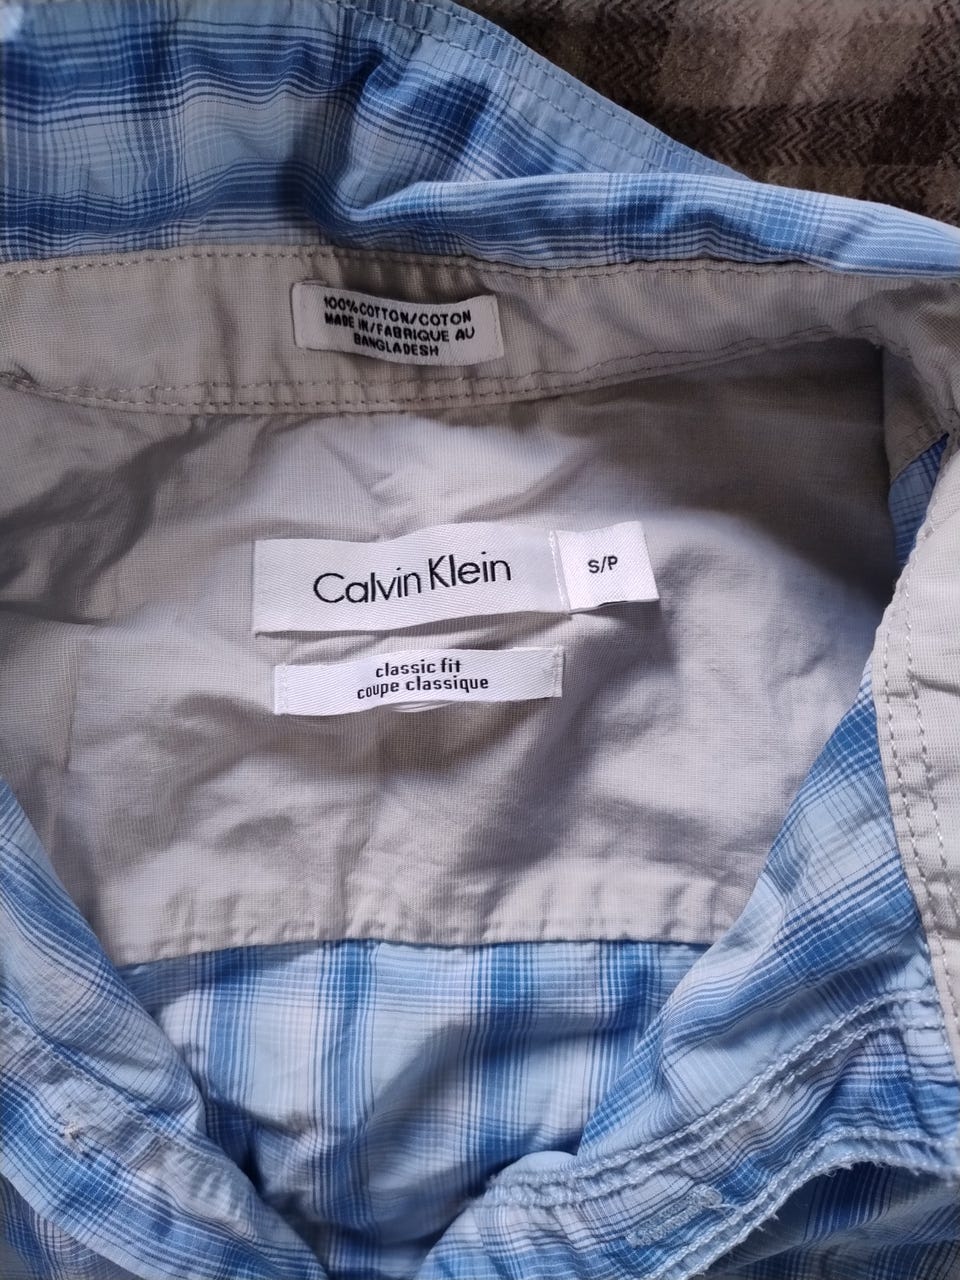 100% COTTON/COTON
MADE IN/FABRIQUE AU
BANGLADESH
Calvin Klein
S/P
classic fit
coupe classique